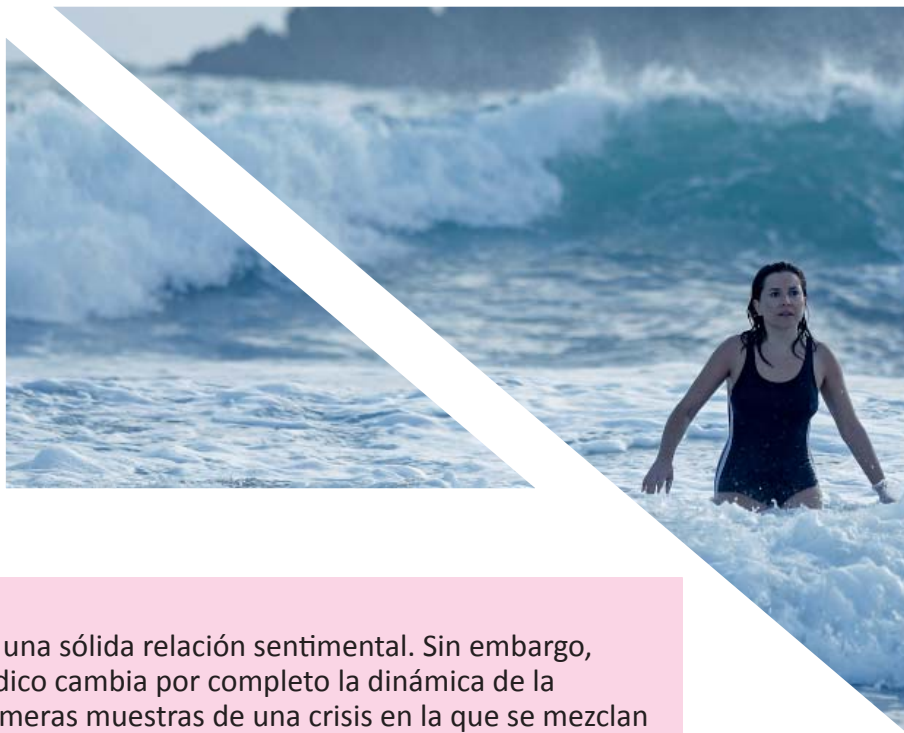 una sólida relación sentimental. Sin embargo,
dico cambia por completo la dinámica de la
meras muestras de una crisis en la que se mezclan